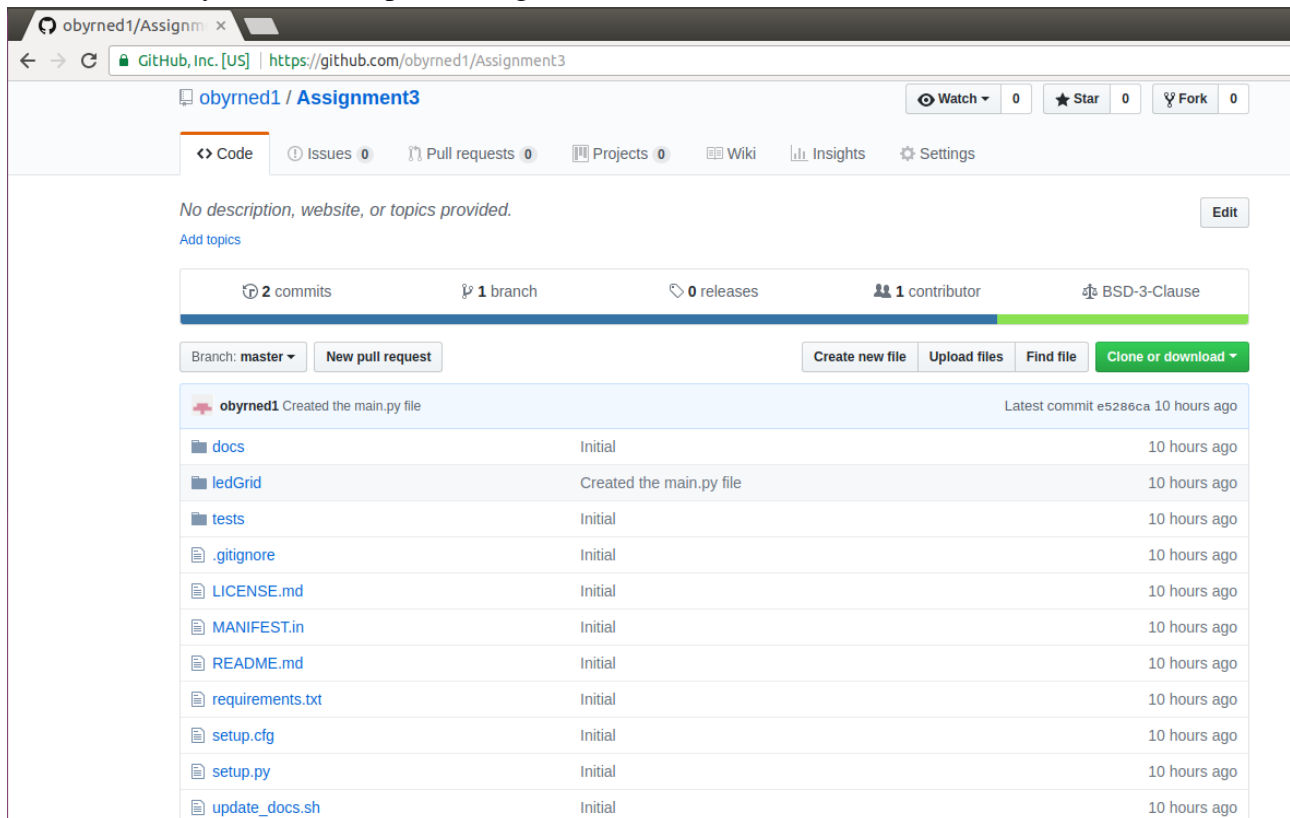 obyrned1/Assignm
GitHub, Inc. [US] | https://github.com/obyrned1/Assignment3
obyrned1 / Assignment3
Watch 0 Star 0 Fork 0
Code Issues 0 Pull requests 0 Projects 0 Wiki Insights Settings
No description, website, or topics provided.
Edit
Add topics
2 commits 1 branch 0 releases 1 contributor BSD-3-Clause
Branch: master New pull request Create new file Upload files Find file Clone or download
obyrned1 Created the main.py file Latest commit e5286ca 10 hours ago
docs Initial 10 hours ago
ledGrid Created the main.py file 10 hours ago
tests Initial 10 hours ago
.gitignore Initial 10 hours ago
LICENSE.md Initial 10 hours ago
MANIFEST.in Initial 10 hours ago
README.md Initial 10 hours ago
requirements.txt Initial 10 hours ago
setup.cfg Initial 10 hours ago
setup.py Initial 10 hours ago
update_docs.sh Initial 10 hours ago